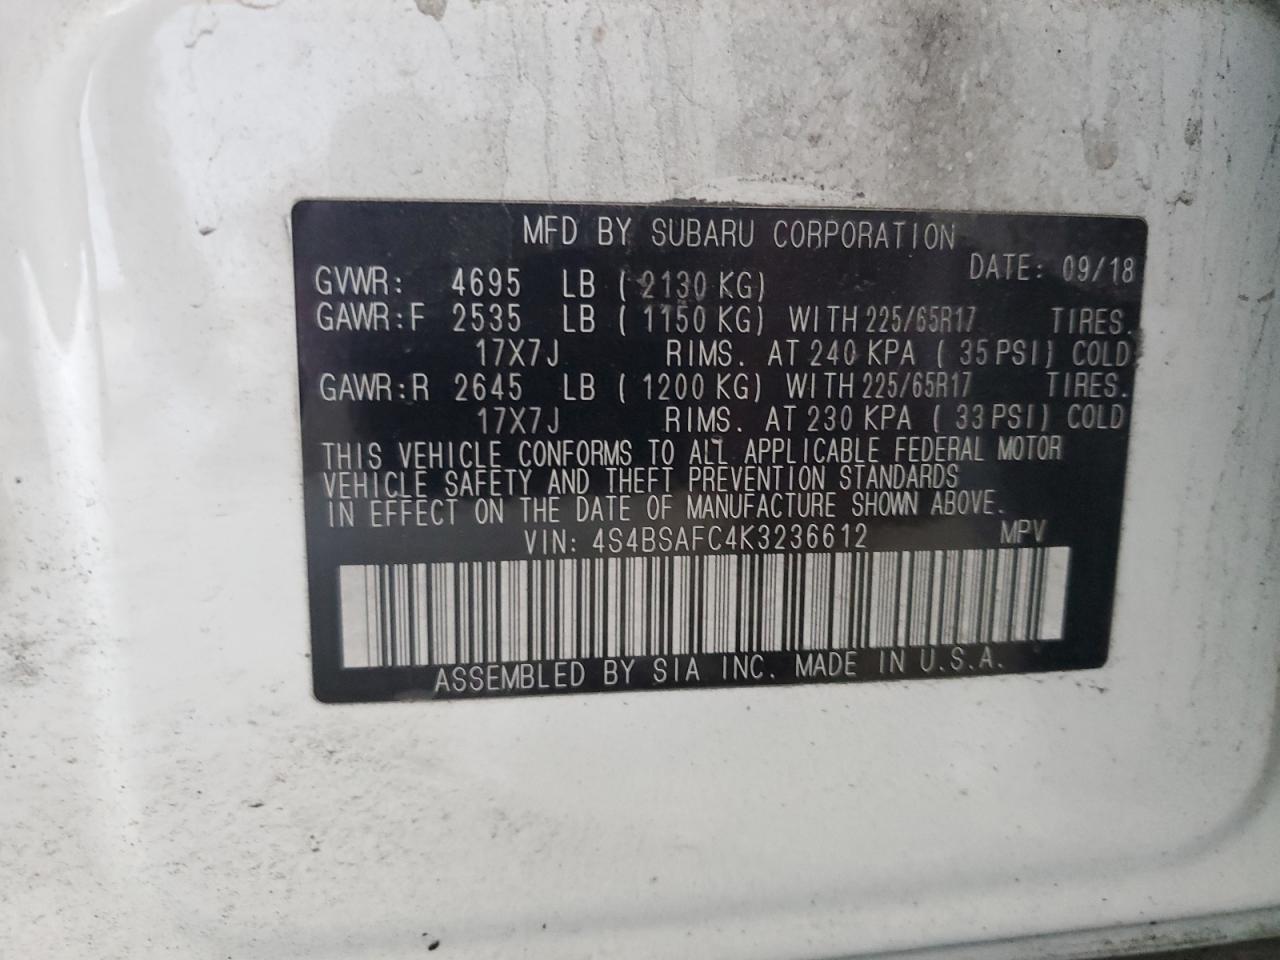 MFD BY SUBARU CORPORATION
DATE: 09/18
GVWR: 4695 LB ( 2130 KG)
GAWR:F 2535 LB ( 1150 KG) WITH 225/65R17 TIRES.
17X7J RIMS. AT 240 KPA ( 35 PSI) COLD
GAWR:R 2645 LB ( 1200 KG) WITH 225/65R17 TIRES.
17X7J RIMS. AT 230 KPA ( 33 PSI) COLD
THIS VEHICLE CONFORMS TO ALL APPLICABLE FEDERAL MOTOR
VEHICLE SAFETY AND THEFT PREVENTION STANDARDS
IN EFFECT ON THE DATE OF MANUFACTURE SHOWN ABOVE.
VIN: 4S4BSAFC4K3236612 MPV
ASSEMBLED BY SIA INC. MADE IN U.S.A.